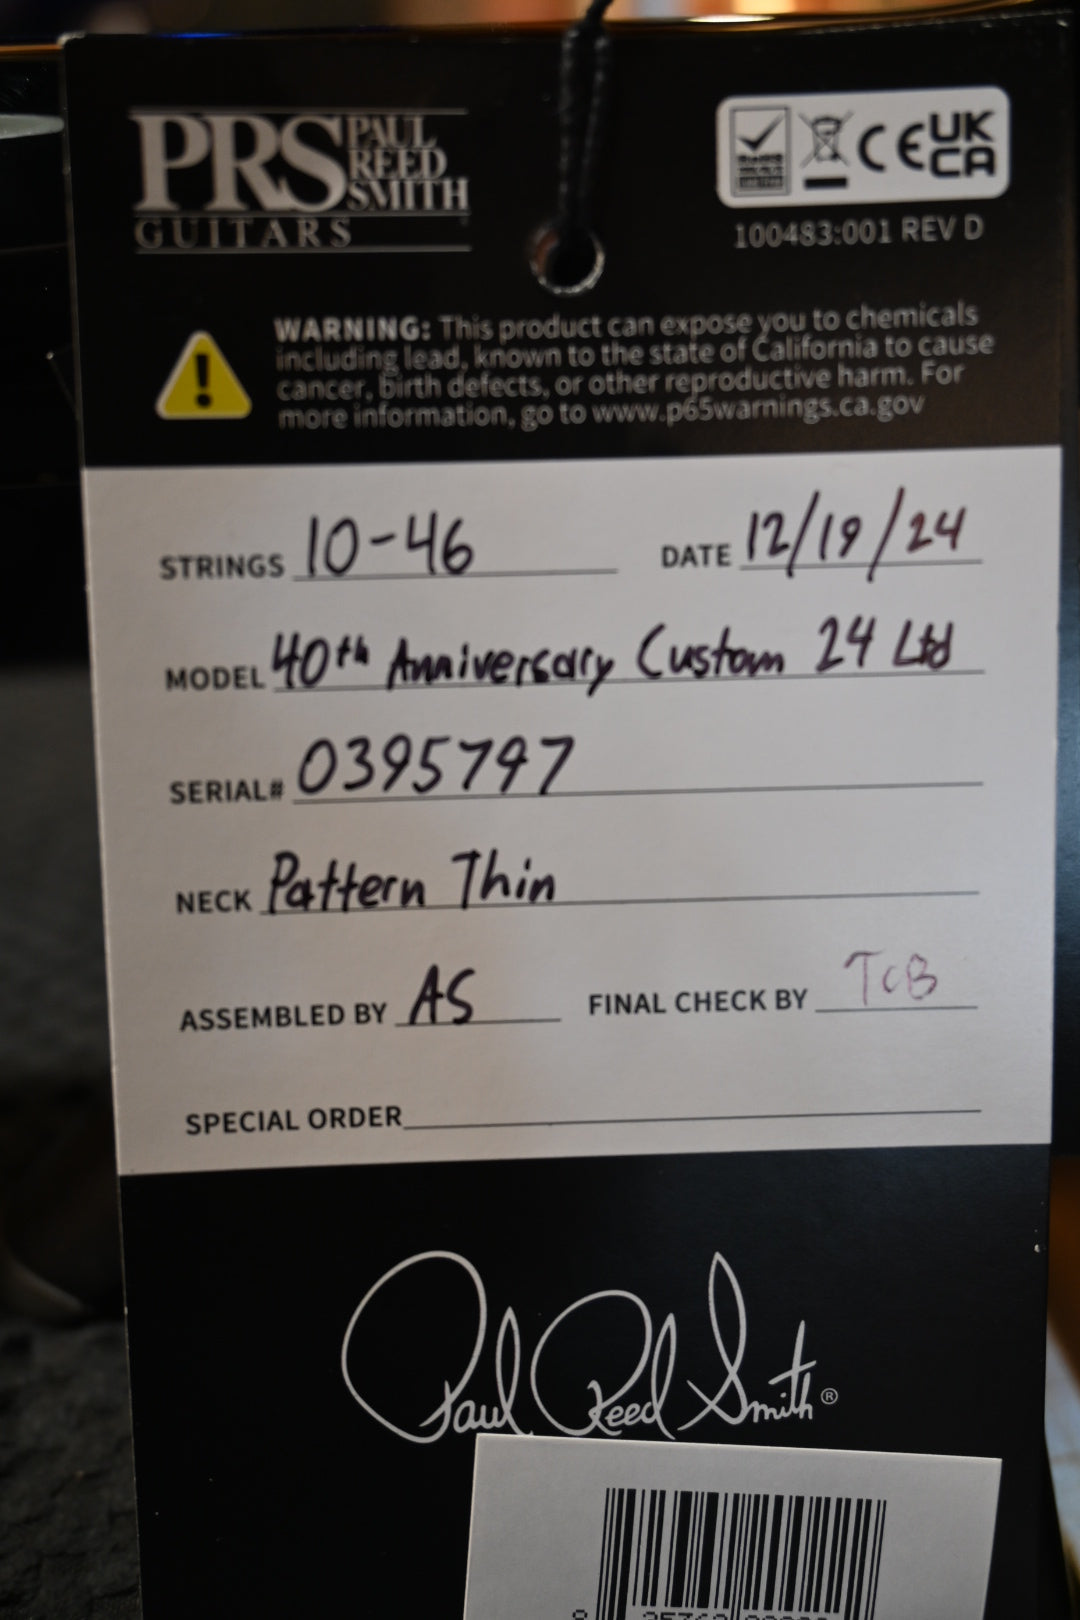 PRS PAUL REED SMITH
GUITARS
CE UK CA
100483:001 REV D
WARNING: This product can expose you to chemicals
including lead, known to the state of California to cause
cancer, birth defects, or other reproductive harm. For
more information, go to www.p65warnings.ca.gov
STRINGS 10-46 DATE 12/19/24
MODEL 40th Anniversary Custom 24 Ltd
SERIAL# 0395797
NECK Pattern Thin
ASSEMBLED BY AS FINAL CHECK BY TCB
SPECIAL ORDER
Paul Reed Smith®